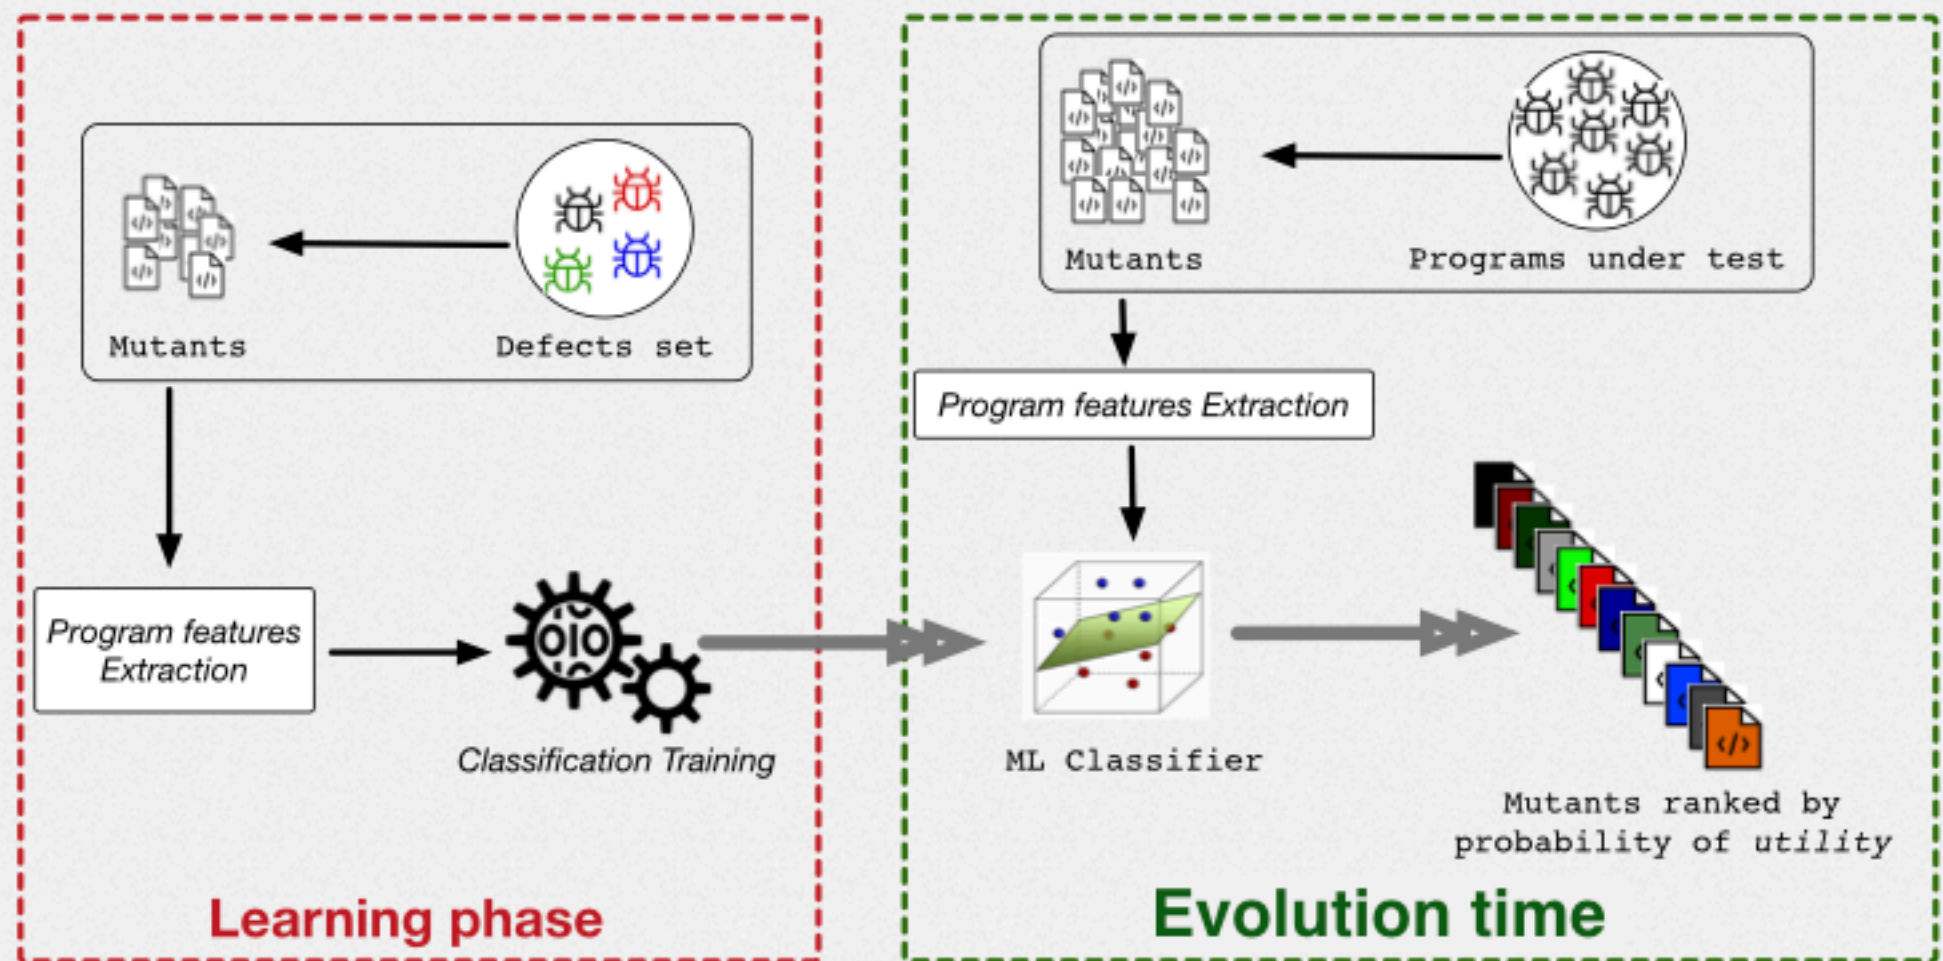 Mutants
Defects set
Program features
Extraction
Classification Training
Learning phase
Mutants
Programs under test
Program features Extraction
ML Classifier
Mutants ranked by
probability of utility
Evolution time